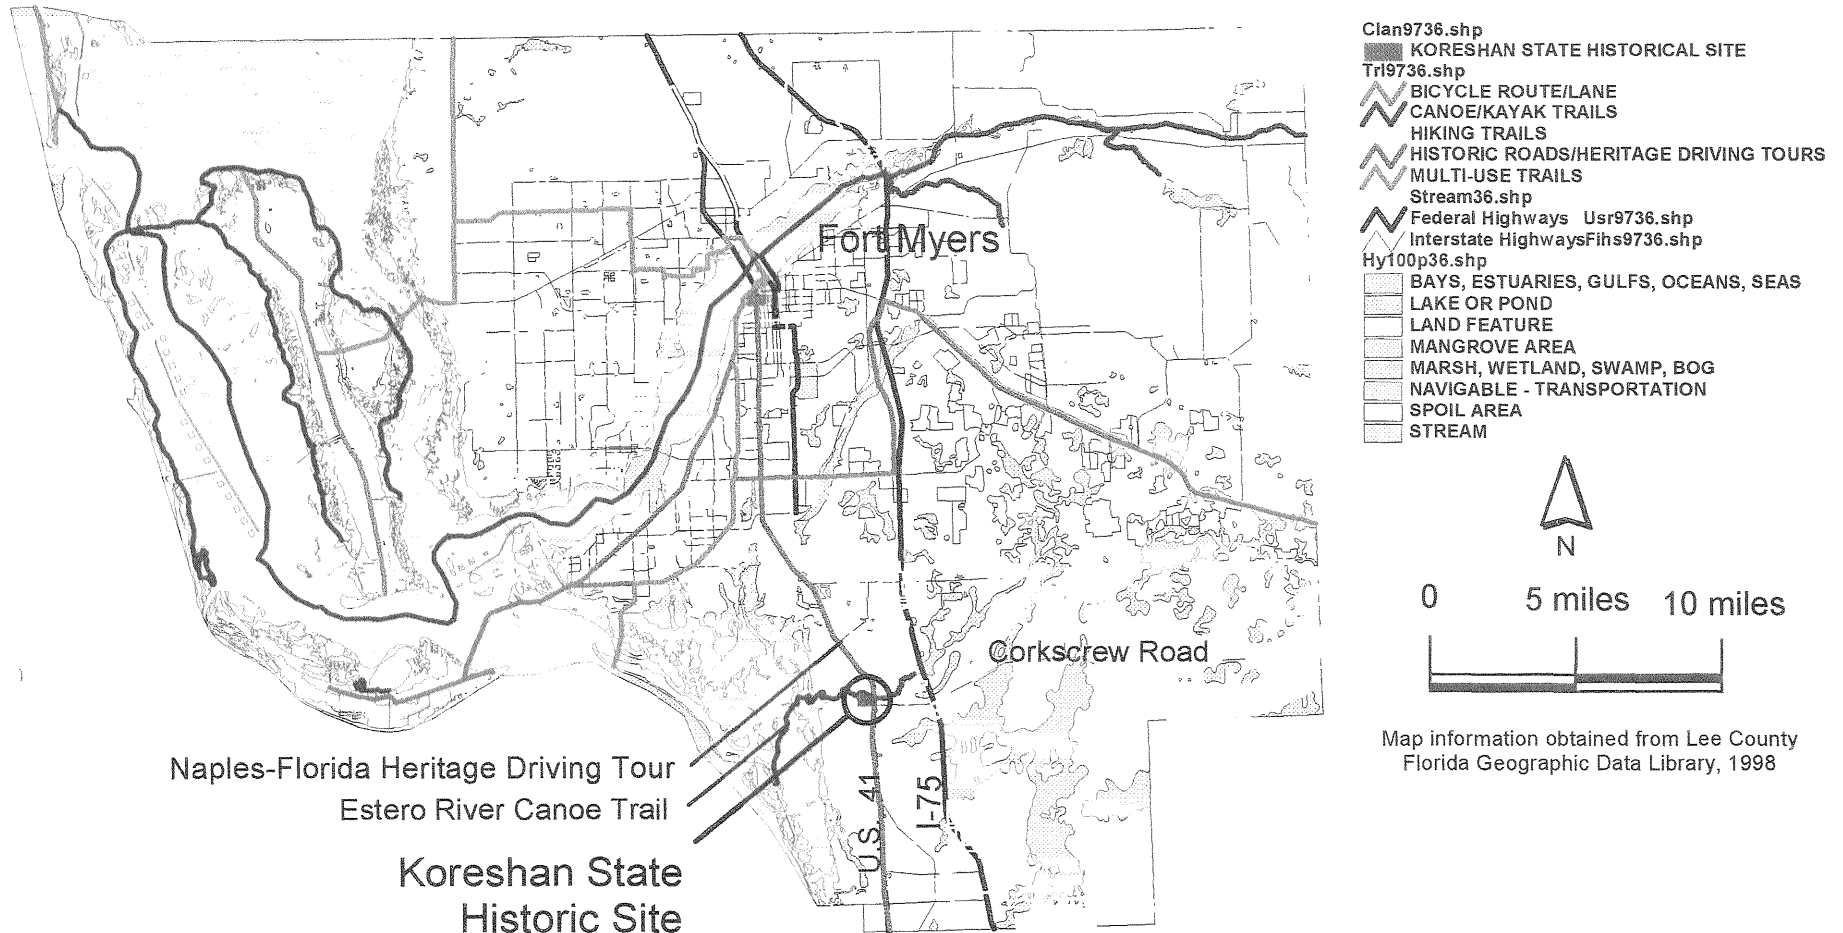 Clan9736.shp
KORESHAN STATE HISTORICAL SITE
Trl9736.shp
BICYCLE ROUTE/LANE
CANOE/KAYAK TRAILS
HIKING TRAILS
HISTORIC ROADS/HERITAGE DRIVING TOURS
MULTI-USE TRAILS
Stream36.shp
Federal Highways Usr9736.shp
Interstate HighwaysFihs9736.shp
Hy100p36.shp
BAYS, ESTUARIES, GULFS, OCEANS, SEAS
LAKE OR POND
LAND FEATURE
MANGROVE AREA
MARSH, WETLAND, SWAMP, BOG
NAVIGABLE - TRANSPORTATION
SPOIL AREA
STREAM
N
0 5 miles 10 miles
Map information obtained from Lee County
Florida Geographic Data Library, 1998
Fort Myers
Corkscrew Road
Naples-Florida Heritage Driving Tour
Estero River Canoe Trail
Koreshan State
Historic Site
U.S. 41
I-75